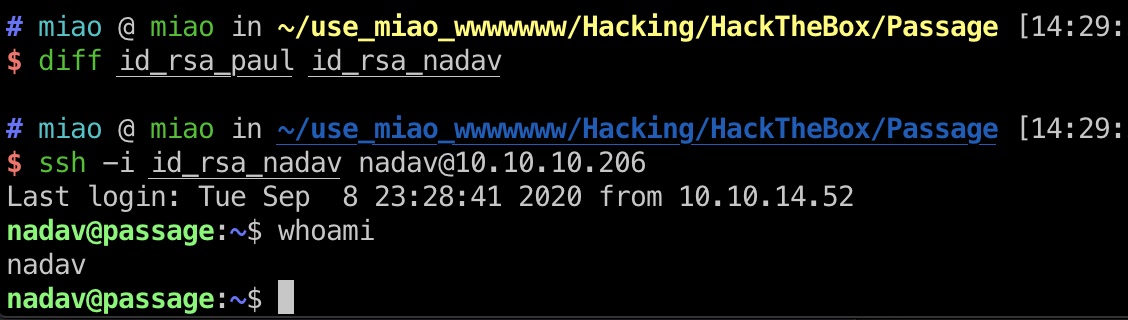 # miao @ miao in ~/use_miao_wwwwwww/Hacking/HackTheBox/Passage [14:29:
$ diff id_rsa_paul id_rsa_nadav
# miao @ miao in ~/use_miao_wwwwwww/Hacking/HackTheBox/Passage [14:29:
$ ssh -i id_rsa_nadav nadav@10.10.10.206
Last login: Tue Sep  8 23:28:41 2020 from 10.10.14.52
nadav@passage:~$ whoami
nadav
nadav@passage:~$